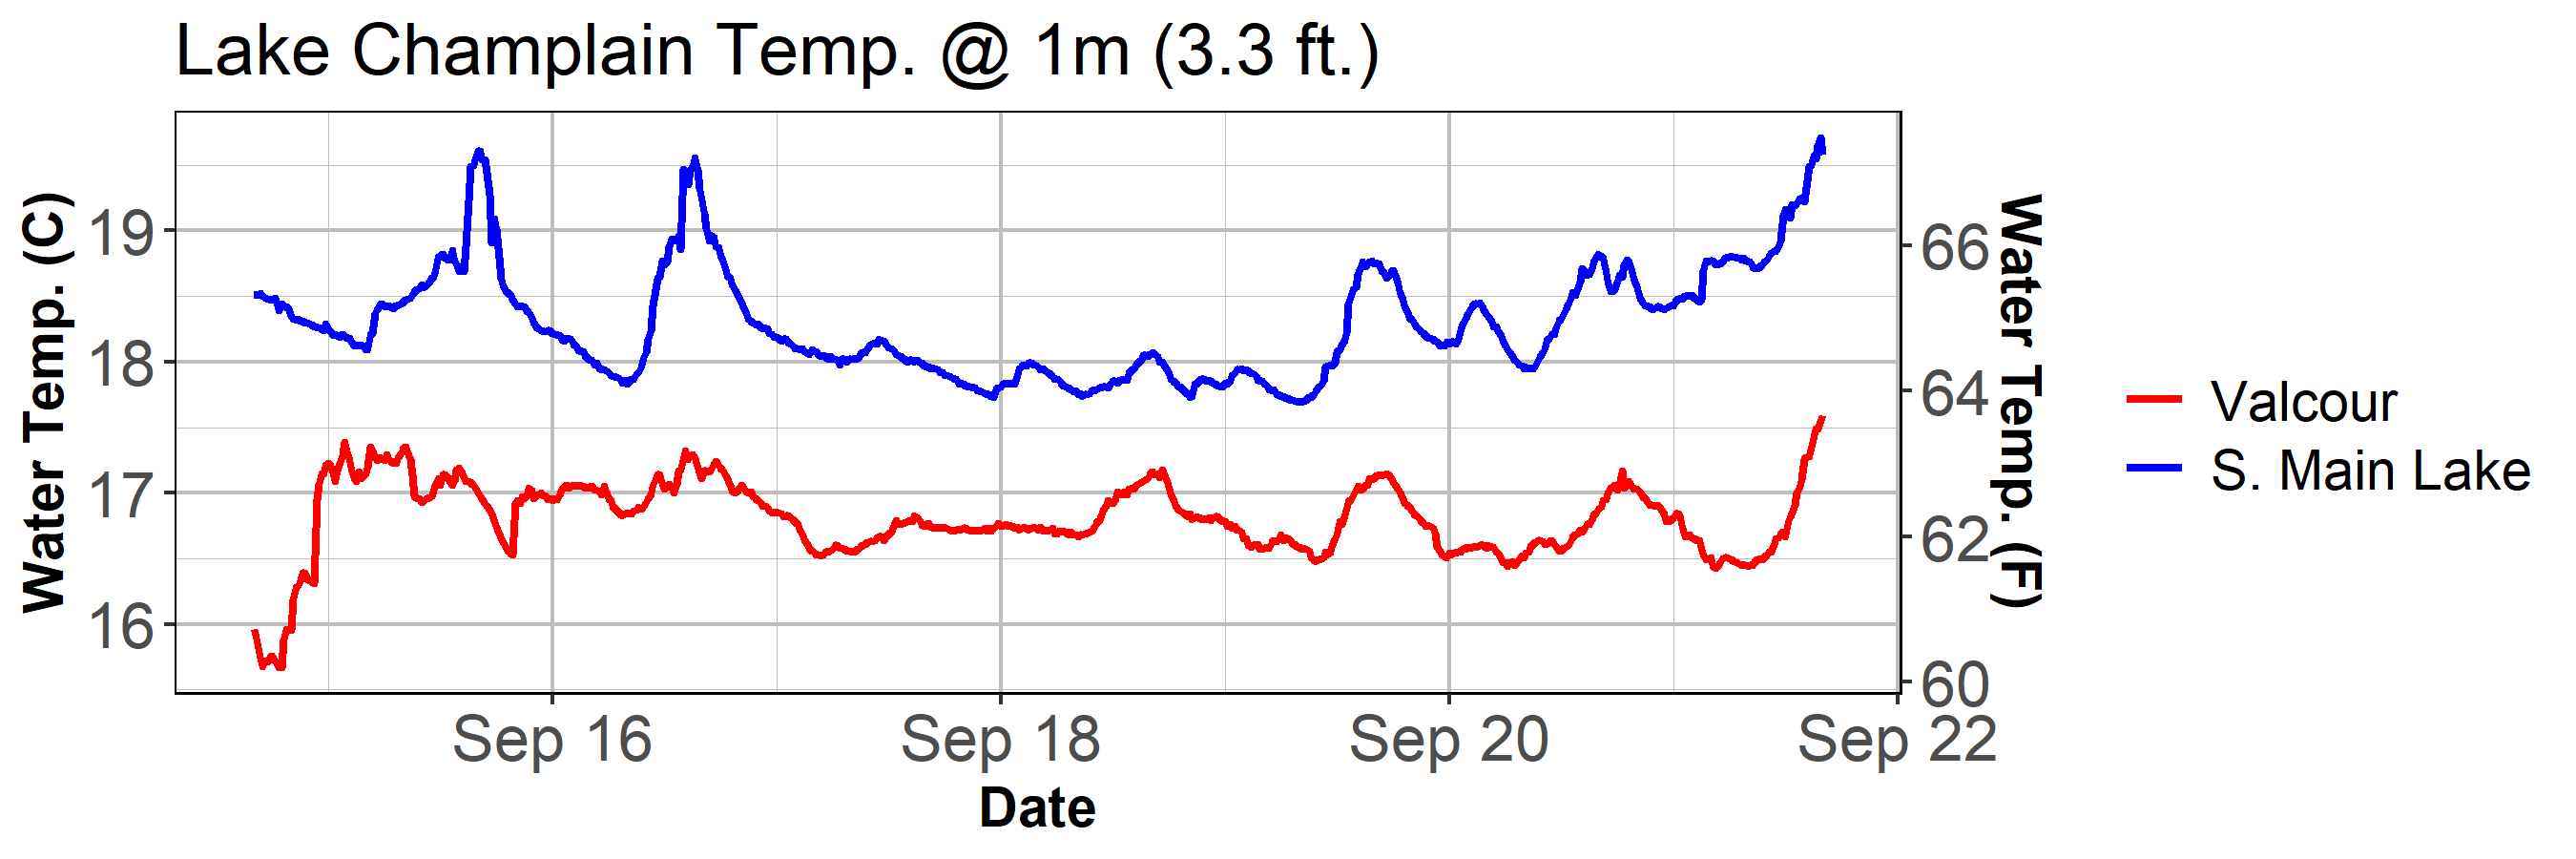 Lake Champlain Temp. @ 1m (3.3 ft.)
Water Temp. (C)
19
18
17
16
66
64
62
60
Water Temp. (F)
Sep 16
Sep 18
Sep 20
Sep 22
Date
Valcour
S. Main Lake